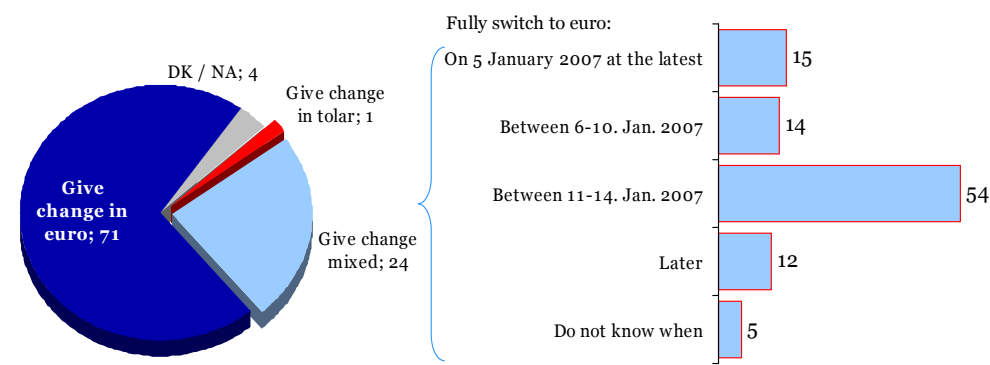 DK / NA; 4
Give change
in tolar; 1
Give
change in
euro; 71
Give change
mixed; 24
Fully switch to euro:
On 5 January 2007 at the latest
15
Between 6-10. Jan. 2007
14
Between 11-14. Jan. 2007
54
Later
12
Do not know when
5